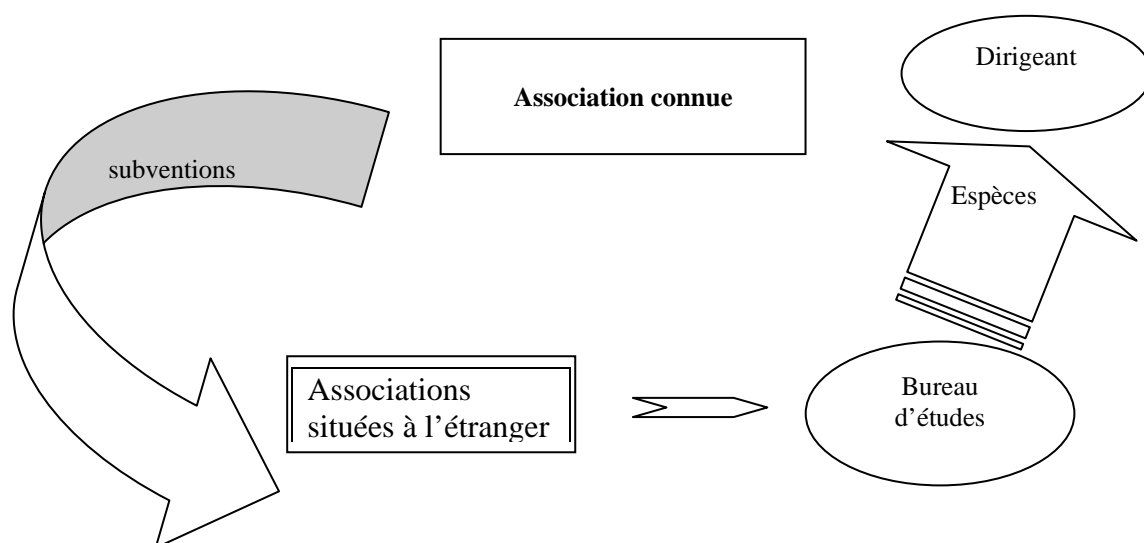 Association connue
Dirigeant
subventions
Espèces
Associations
situées à l’étranger
Bureau
d’études